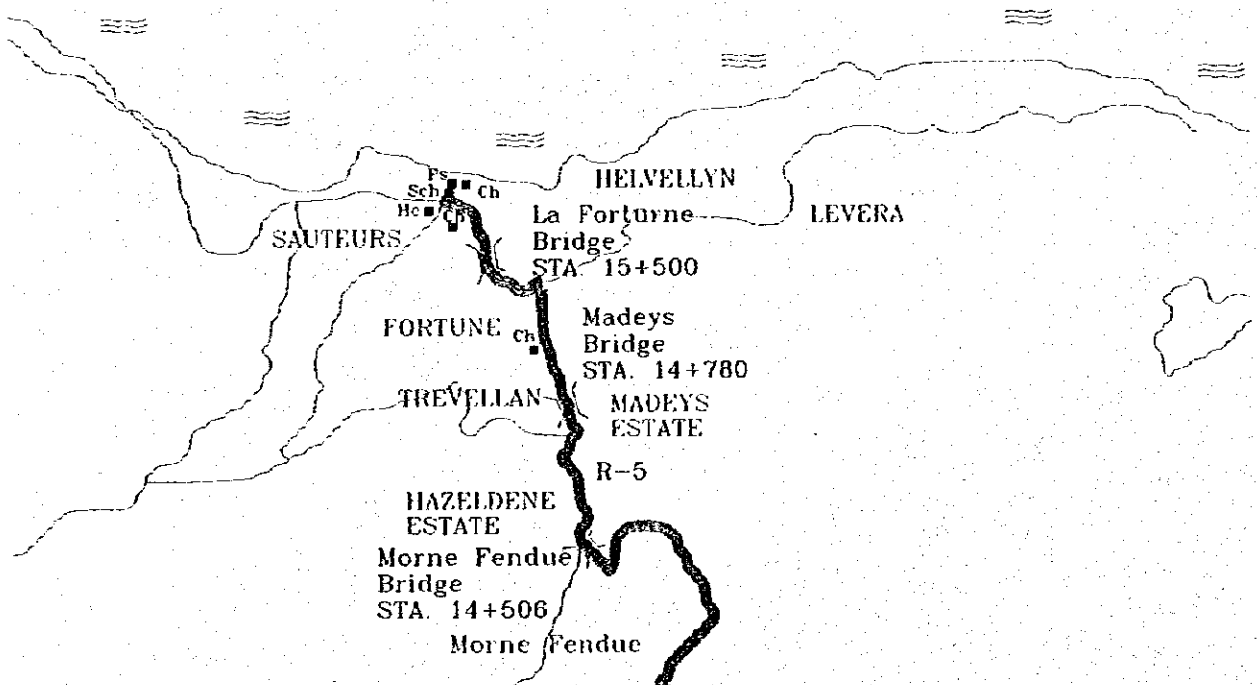 Ps
Sch
Ch
Hc
Cp
HELVELLYN
LEVERA
SAUTEURS
La Forturne
Bridge
STA. 15+500
FORTUNE
Ch
Madeys
Bridge
STA. 14+780
TREVELLAN
MADEYS
ESTATE
R-5
HAZELDENE
ESTATE
Morne Fendue
Bridge
STA. 14+506
Morne Fendue